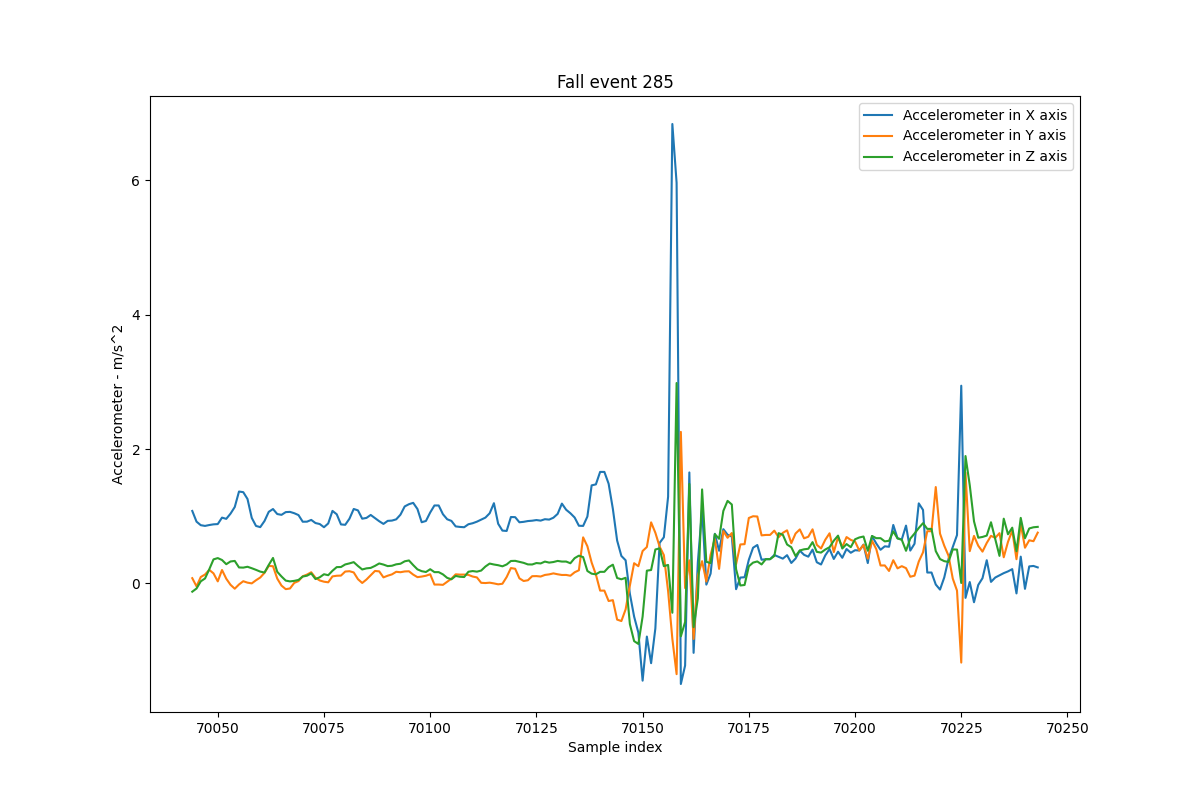 Fall event 285
Accelerometer in X axis
Accelerometer in Y axis
Accelerometer in Z axis
Accelerometer - m/s^2
6
4
2
0
70050 70075 70100 70125 70150 70175 70200 70225 70250
Sample index